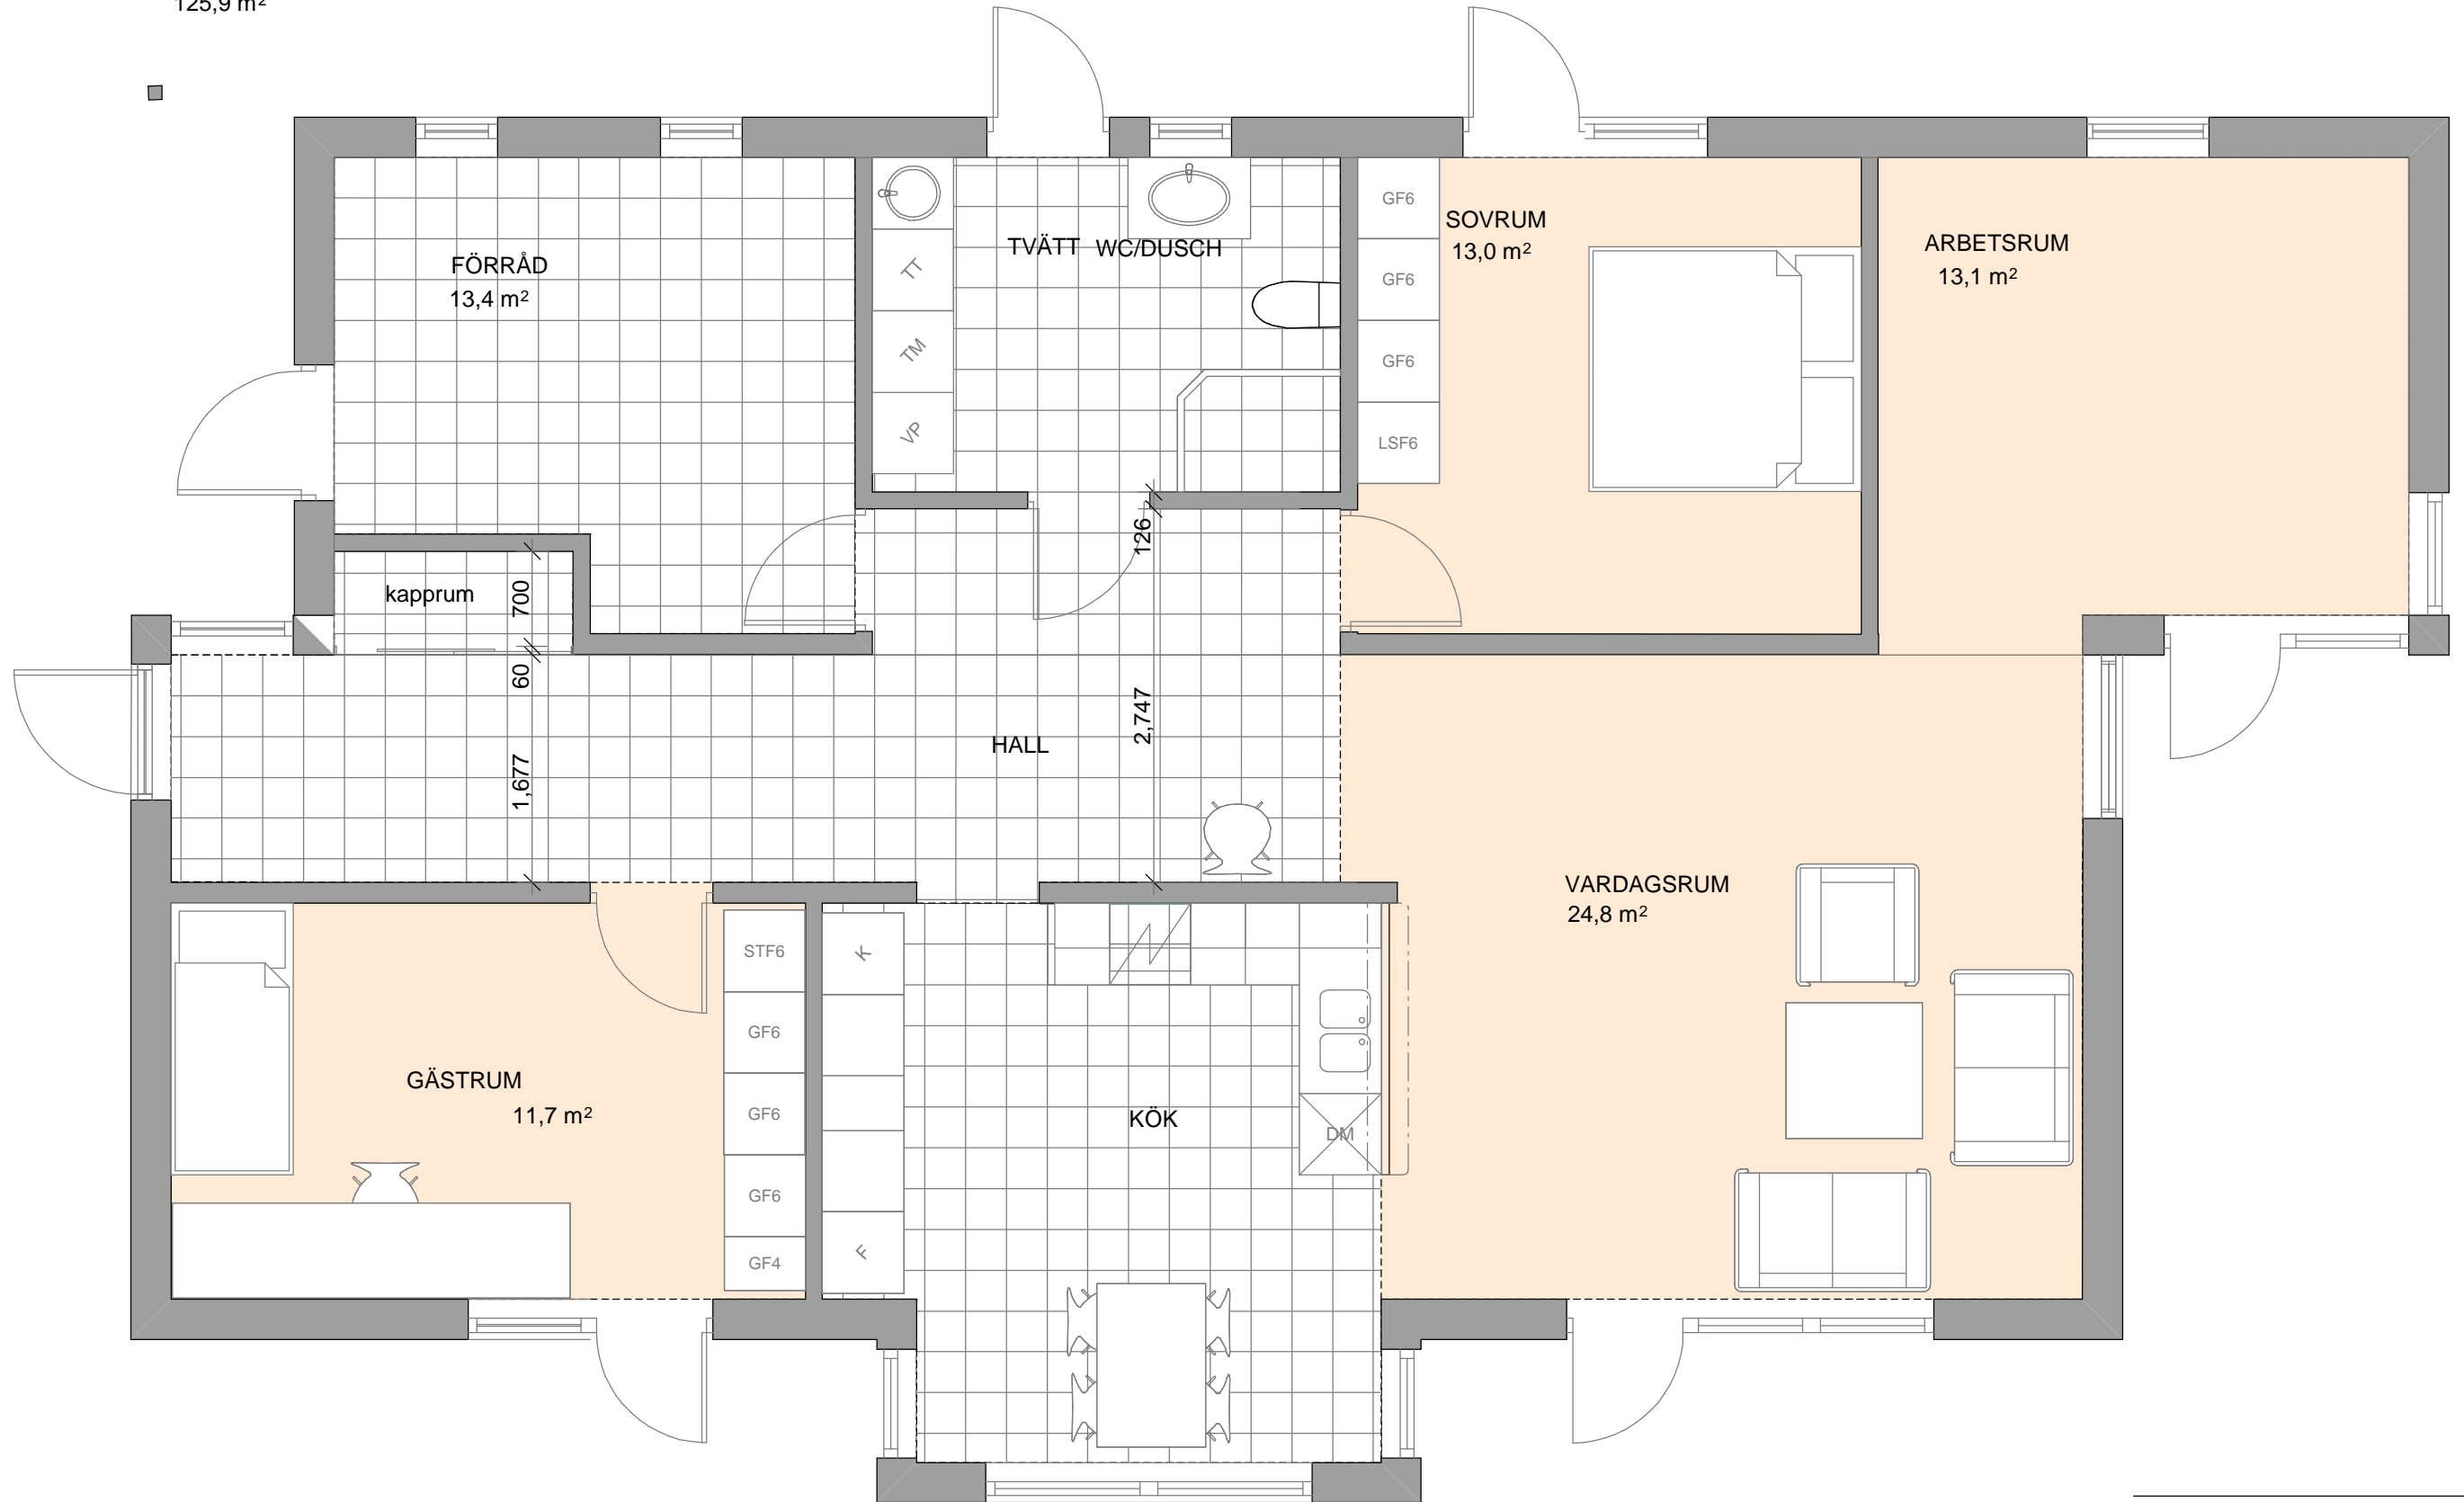 125,9 m²
FÖRRÅD
13,4 m²
TVÄTT WC/DUSCH
TT
TM
VP
GF6
GF6
GF6
LSF6
SOVRUM
13,0 m²
ARBETSRUM
13,1 m²
kapprum
700
60
1,677
126
2,747
HALL
VARDAGSRUM
24,8 m²
GÄSTRUM
11,7 m²
STF6
GF6
GF6
GF6
GF4
K
F
KÖK
DM